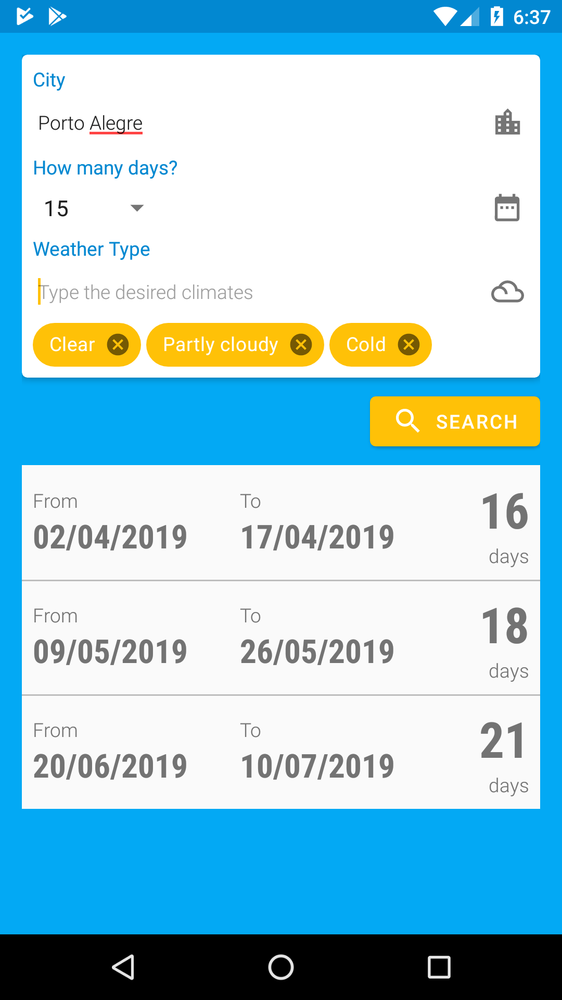 6:37
City
Porto Alegre
How many days?
15
Weather Type
Type the desired climates
Clear Partly cloudy Cold
SEARCH
From To 16
02/04/2019 17/04/2019
days
From To 18
09/05/2019 26/05/2019
days
From To 21
20/06/2019 10/07/2019
days